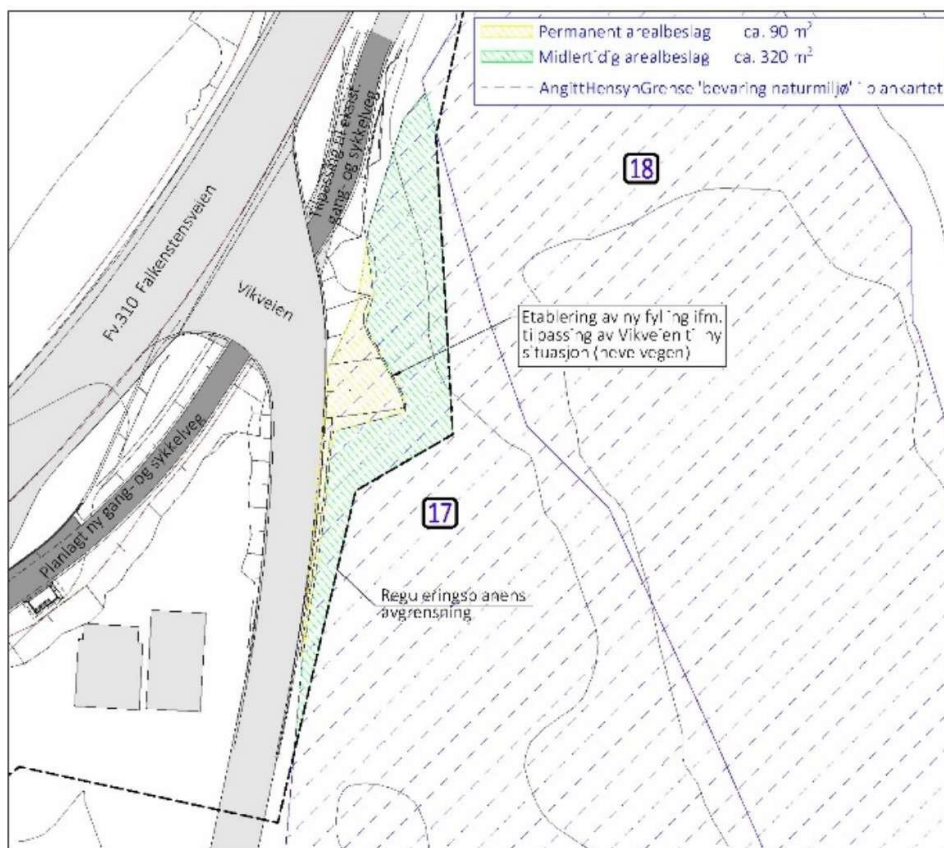 Permanent arealbeslag ca. 90 m²
Midlertidig arealbeslag ca. 320 m²
AngittHensynGrense 'bevaring naturmiljø' i plankartet
18
Tilpassing til eksist.
gang- og sykkelveg
Fv.310 Falkenstensveien
Vikveien
Etablering av ny fylling ifm.
tilpassing av Vikveien til ny
situasjon (heve vegen)
Planlagt ny gang- og sykkelveg
17
Reguleringsplanens
avgrensning